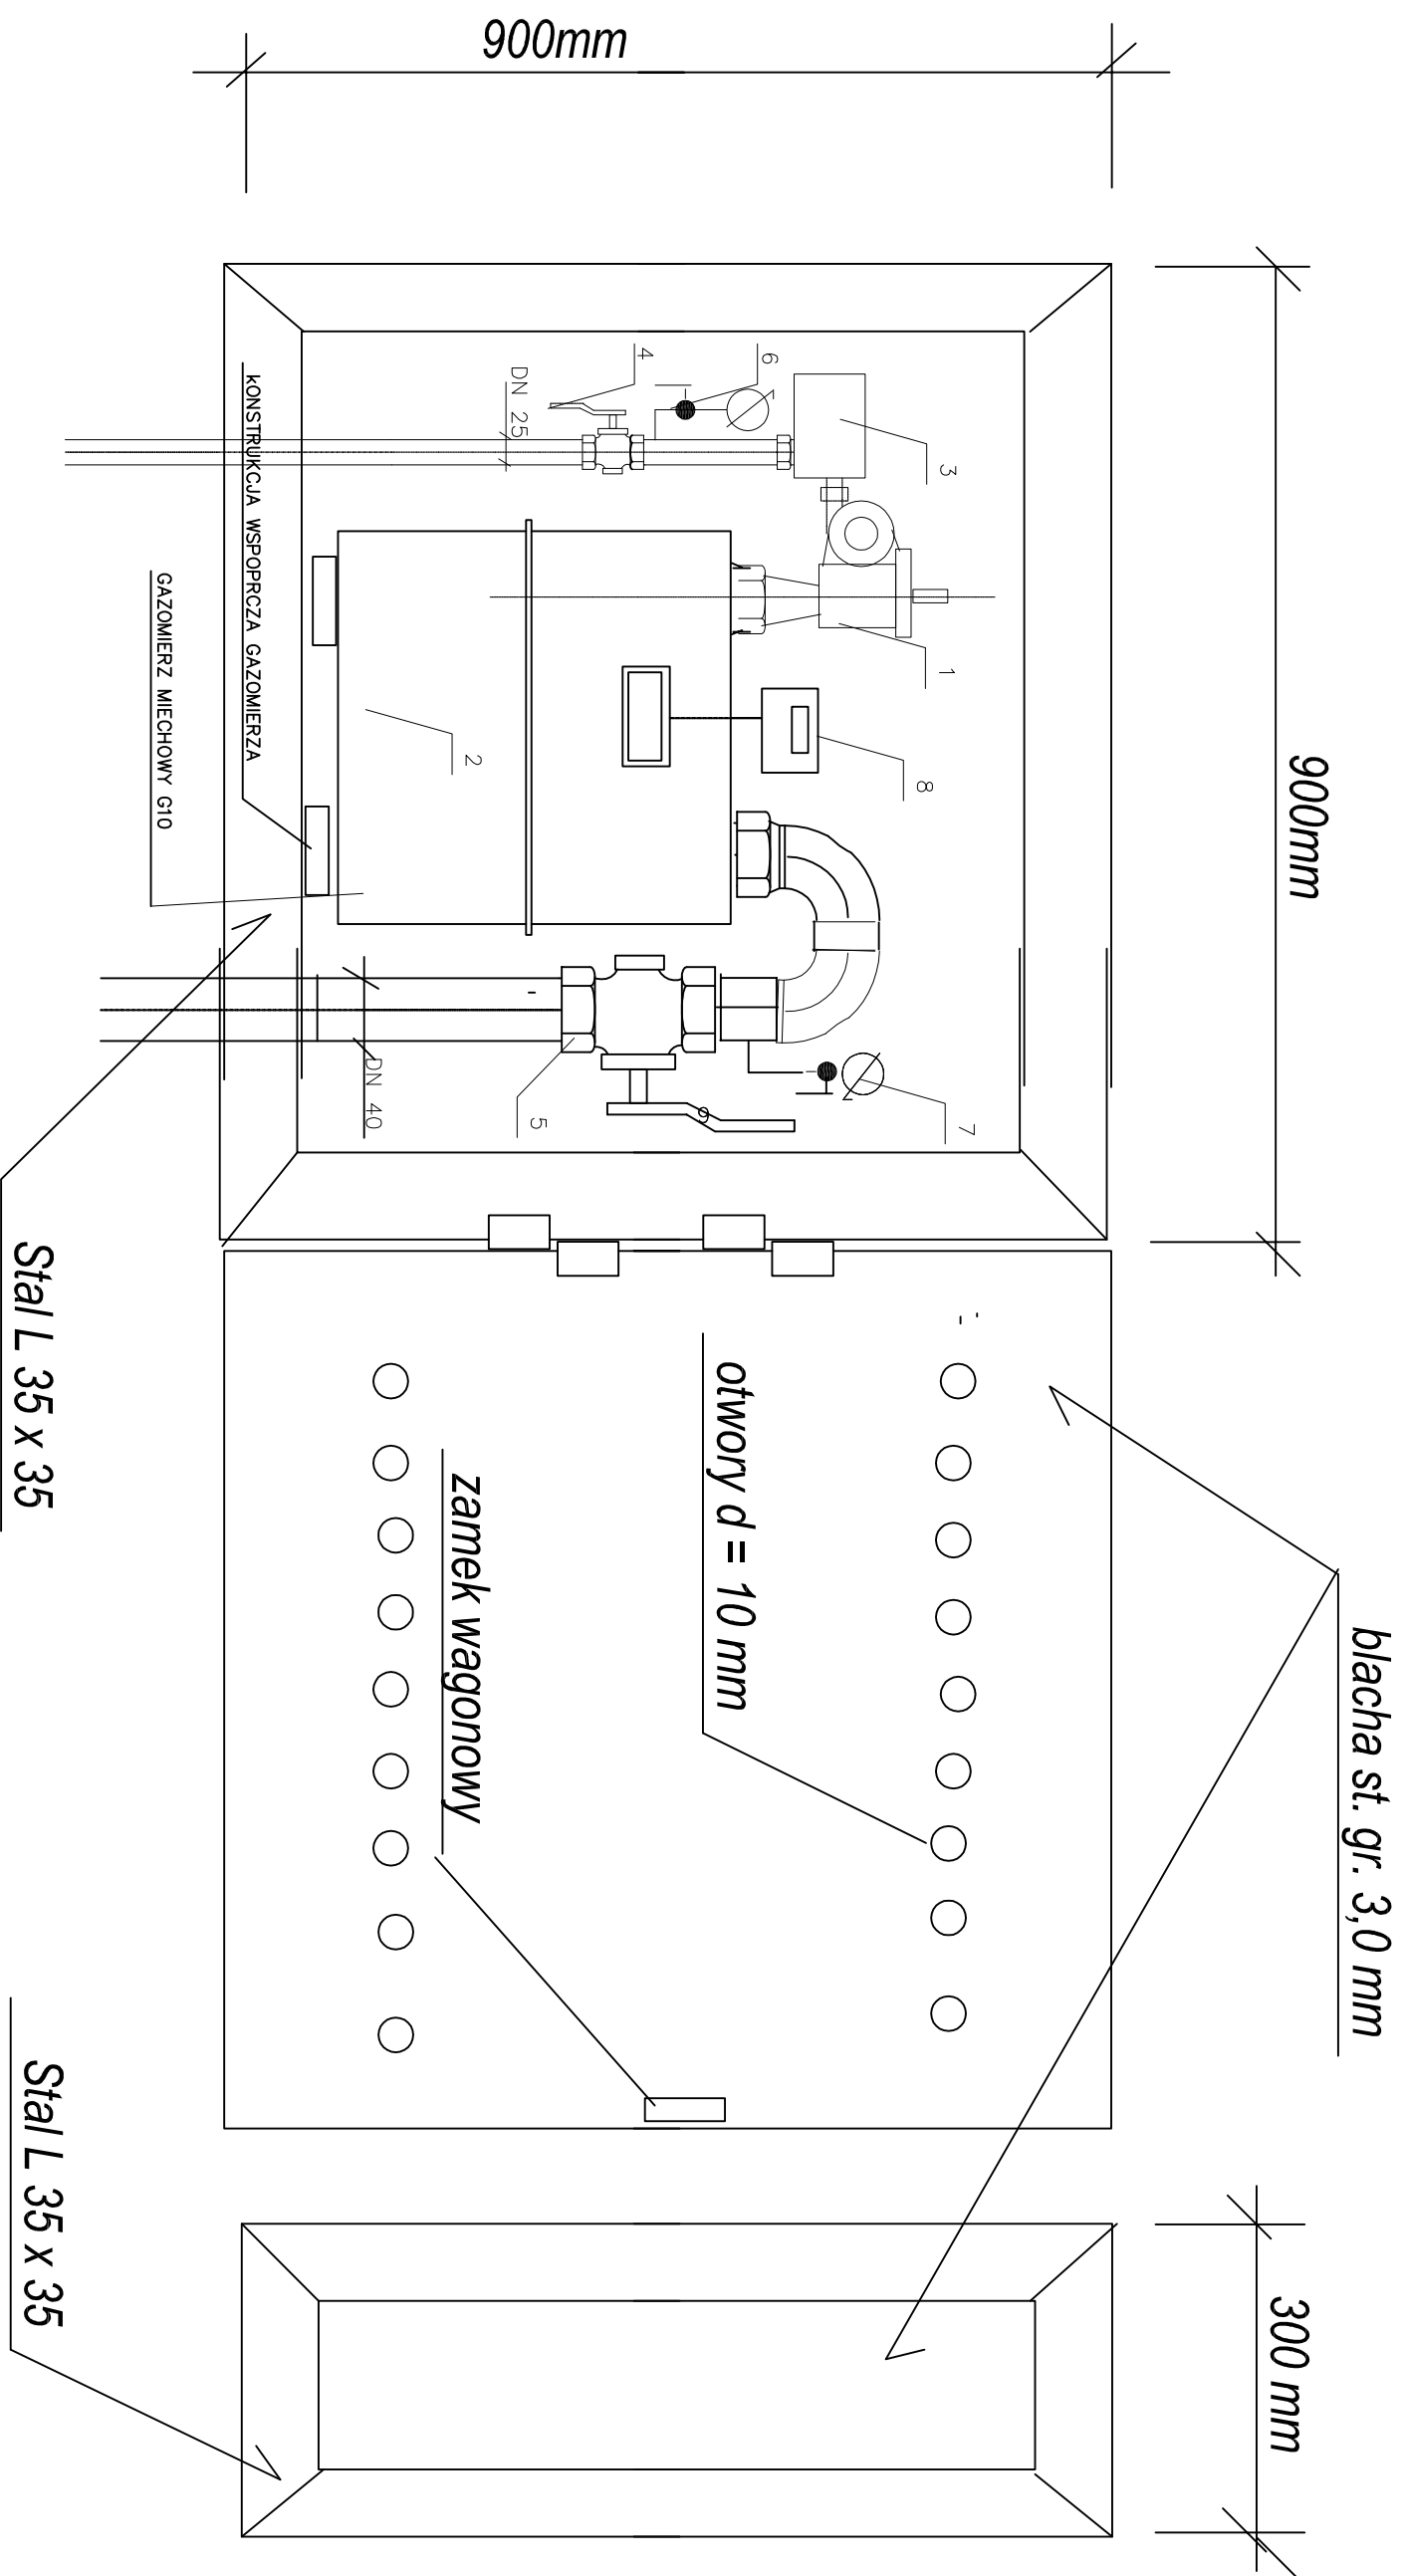 900mm
900mm
300 mm
blacha st. gr. 3,0 mm
otwory d = 10 mm
zamek wagonowy
Stal L 35 x 35
Stal L 35 x 35
kONSTRUKCJA WSPOPRCZA GAZOMIERZA
GAZOMIERZ MIECHOWY G10
DN 25
DN 40
1
2
3
4
5
6
7
8
9